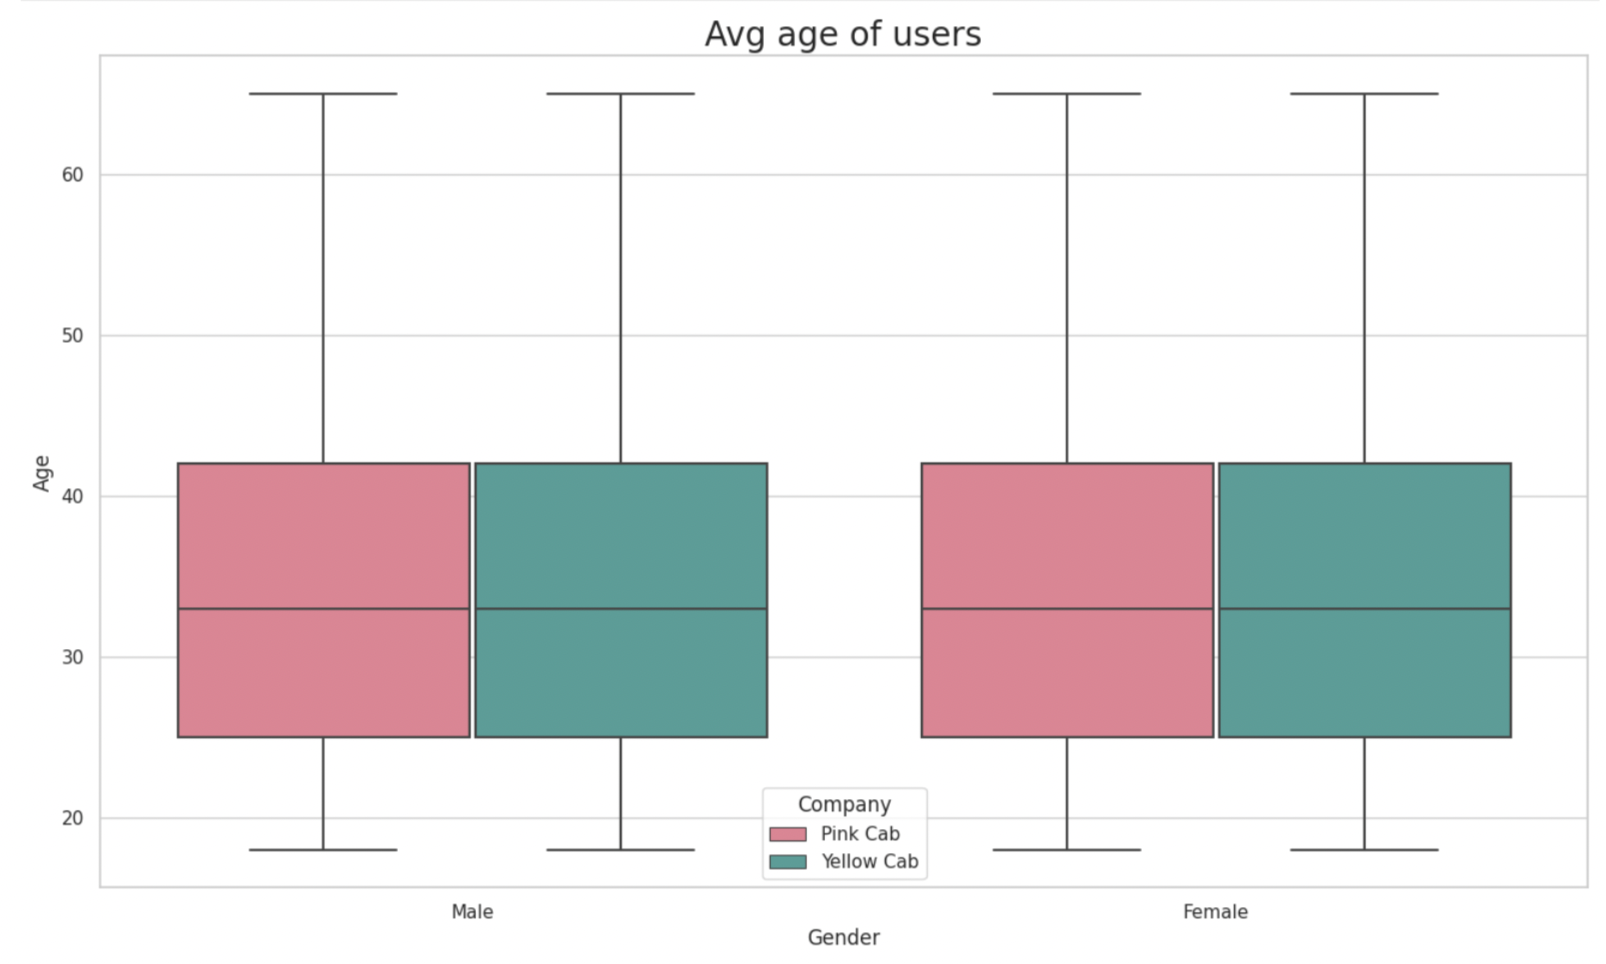 Avg age of users
60
50
40
30
20
Age
Company
Pink Cab
Yellow Cab
Male
Female
Gender